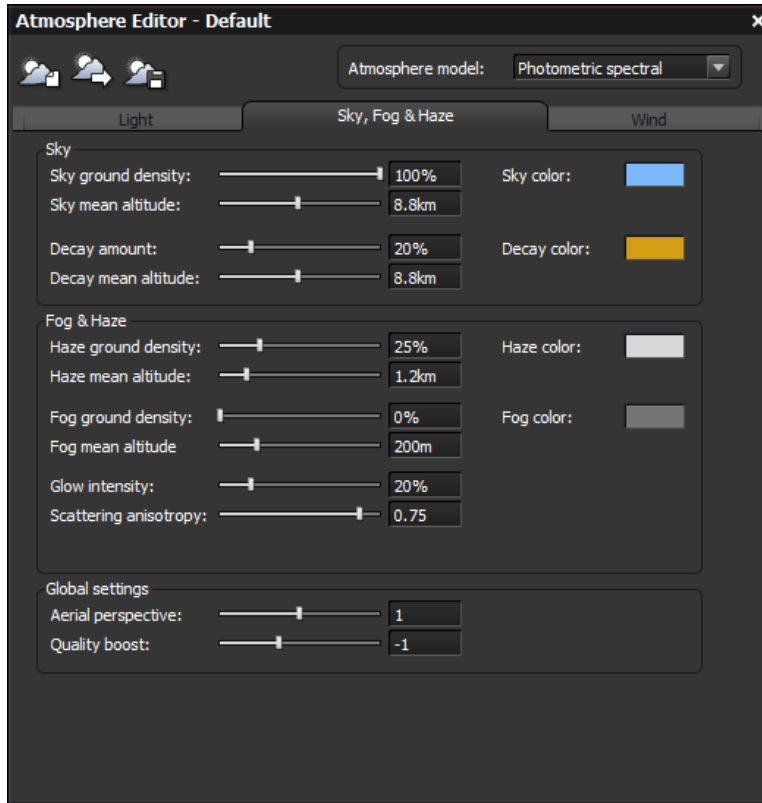 Atmosphere Editor - Default
Atmosphere model: Photometric spectral
Light Sky, Fog & Haze Wind
Sky
Sky ground density: 100% Sky color:
Sky mean altitude: 8.8km
Decay amount: 20% Decay color:
Decay mean altitude: 8.8km
Fog & Haze
Haze ground density: 25% Haze color:
Haze mean altitude: 1.2km
Fog ground density: 0% Fog color:
Fog mean altitude 200m
Glow intensity: 20%
Scattering anisotropy: 0.75
Global settings
Aerial perspective: 1
Quality boost: -1